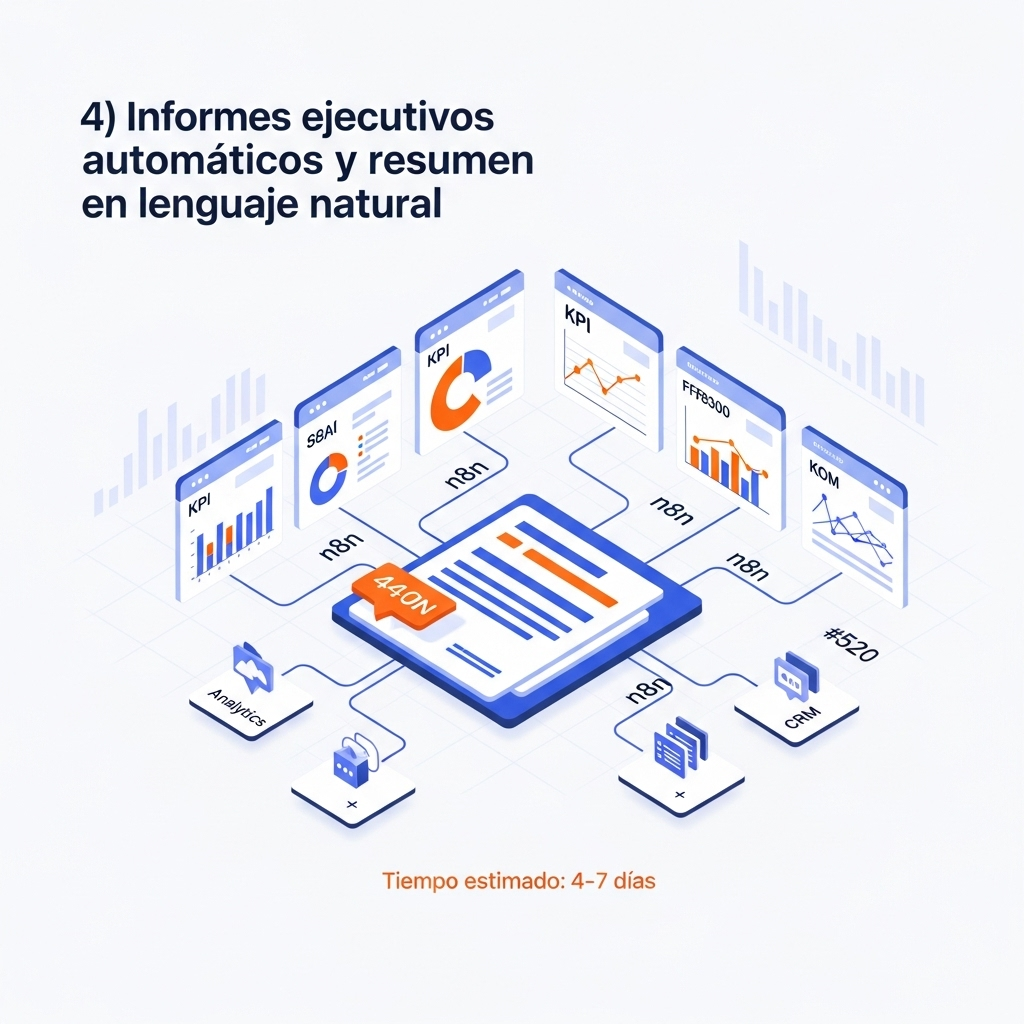 4) Informes ejecutivos
automáticos y resumen
en lenguaje natural
KPI
KPI
S8AI
FFF8300
KPI
KOM
n8n
n8n
n8n
n8n
440N
#520
n8n
Analytics
CRM
+
+
Tiempo estimado: 4-7 días